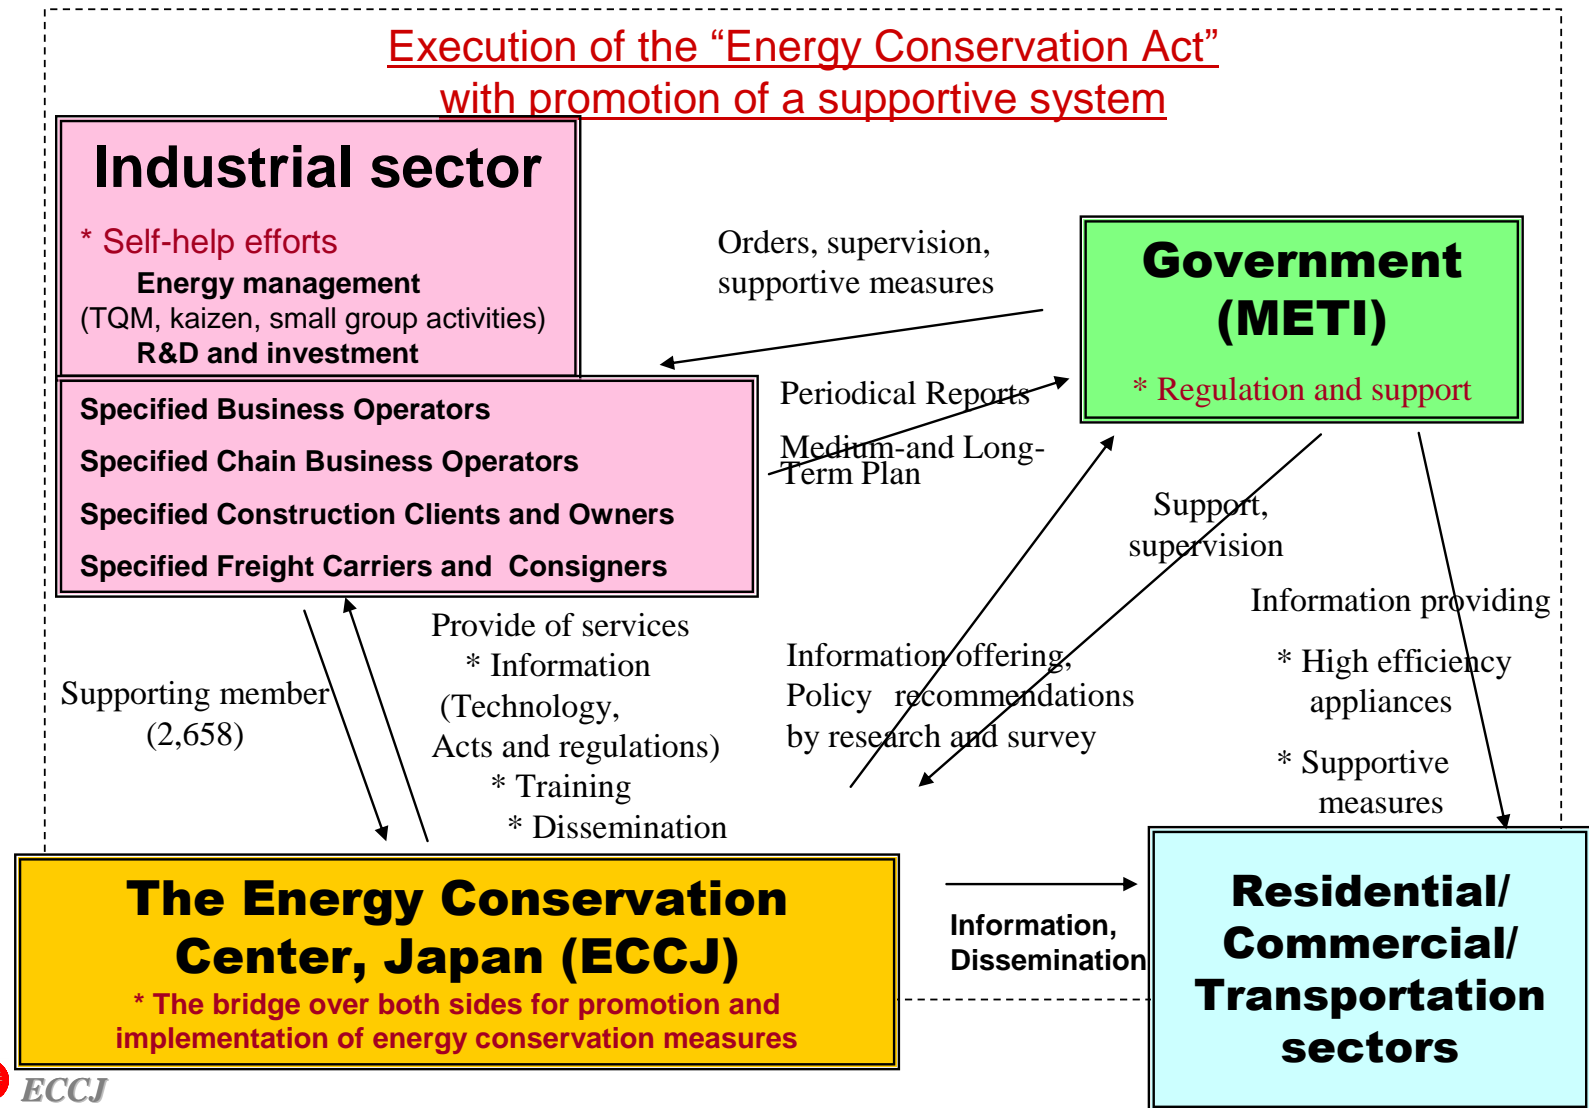 Execution of the “Energy Conservation Act”
with promotion of a supportive system
Industrial sector
* Self-help efforts
Energy management
(TQM, kaizen, small group activities)
R&D and investment
Specified Business Operators
Specified Chain Business Operators
Specified Construction Clients and Owners
Specified Freight Carriers and Consigners
Orders, supervision,
supportive measures
Government
(METI)
* Regulation and support
Periodical Reports
Medium-and Long-
Term Plan
Support,
supervision
Information providing
* High efficiency
appliances
* Supportive
measures
Supporting member
(2,658)
Provide of services
* Information
(Technology,
Acts and regulations)
* Training
* Dissemination
Information offering,
Policy recommendations
by research and survey
The Energy Conservation
Center, Japan (ECCJ)
* The bridge over both sides for promotion and
implementation of energy conservation measures
Information,
Dissemination
Residential/
Commercial/
Transportation
sectors
ECCJ